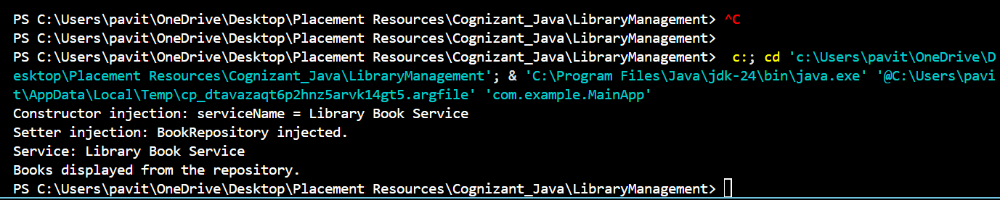 PS C:\Users\pavit\OneDrive\Desktop\Placement Resources\Cognizant_Java\LibraryManagement> ^C
PS C:\Users\pavit\OneDrive\Desktop\Placement Resources\Cognizant_Java\LibraryManagement>
PS C:\Users\pavit\OneDrive\Desktop\Placement Resources\Cognizant_Java\LibraryManagement>  c:; cd 'c:\Users\pavit\OneDrive\D
esktop\Placement Resources\Cognizant_Java\LibraryManagement'; & 'C:\Program Files\Java\jdk-24\bin\java.exe' '@C:\Users\pavi
t\AppData\Local\Temp\cp_dtavazaqt6p2hnz5arvk14gt5.argfile' 'com.example.MainApp'
Constructor injection: serviceName = Library Book Service
Setter injection: BookRepository injected.
Service: Library Book Service
Books displayed from the repository.
PS C:\Users\pavit\OneDrive\Desktop\Placement Resources\Cognizant_Java\LibraryManagement>